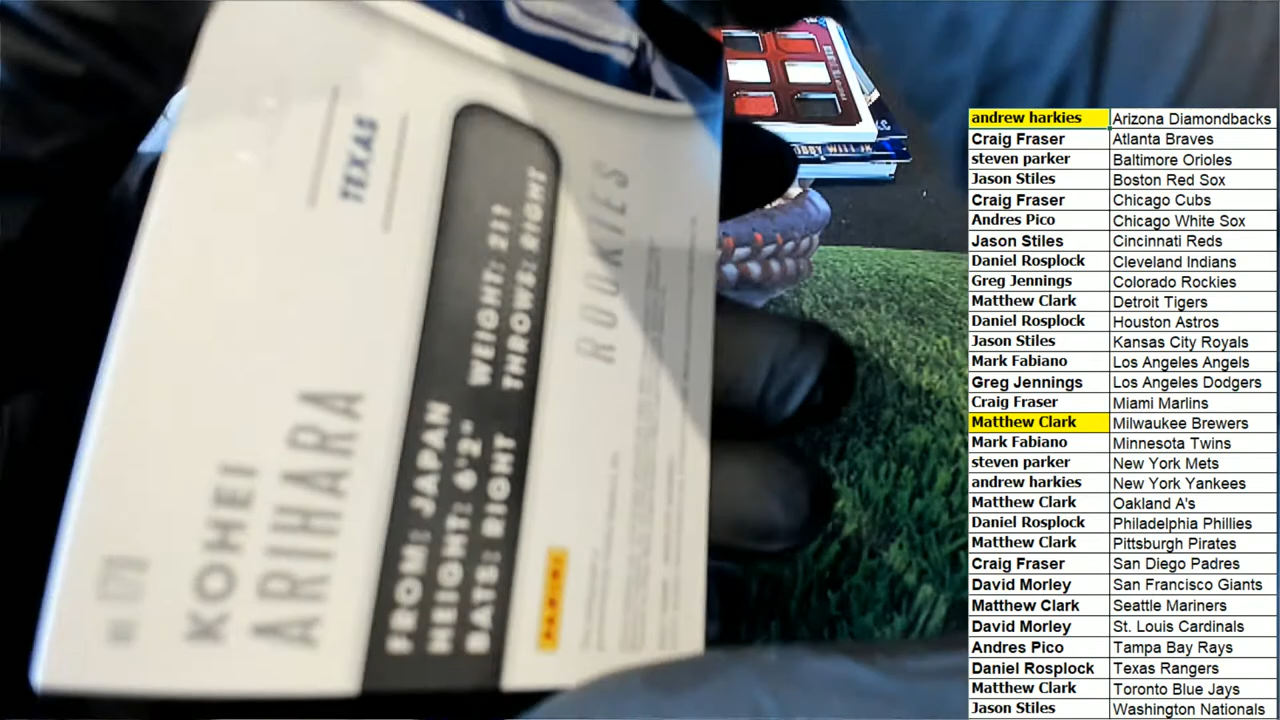 TEXAS
KOHEI
ARIHARA
FROM: JAPAN
HEIGHT: 6'2" WEIGHT: 217
BATS: RIGHT THROWS: RIGHT
ROOKIES
PANINI
BOBBY WITT JR.
andrew harkies Arizona Diamondbacks
Craig Fraser Atlanta Braves
steven parker Baltimore Orioles
Jason Stiles Boston Red Sox
Craig Fraser Chicago Cubs
Andres Pico Chicago White Sox
Jason Stiles Cincinnati Reds
Daniel Rosplock Cleveland Indians
Greg Jennings Colorado Rockies
Matthew Clark Detroit Tigers
Daniel Rosplock Houston Astros
Jason Stiles Kansas City Royals
Mark Fabiano Los Angeles Angels
Greg Jennings Los Angeles Dodgers
Craig Fraser Miami Marlins
Matthew Clark Milwaukee Brewers
Mark Fabiano Minnesota Twins
steven parker New York Mets
andrew harkies New York Yankees
Matthew Clark Oakland A's
Daniel Rosplock Philadelphia Phillies
Matthew Clark Pittsburgh Pirates
Craig Fraser San Diego Padres
David Morley San Francisco Giants
Matthew Clark Seattle Mariners
David Morley St. Louis Cardinals
Andres Pico Tampa Bay Rays
Daniel Rosplock Texas Rangers
Matthew Clark Toronto Blue Jays
Jason Stiles Washington Nationals